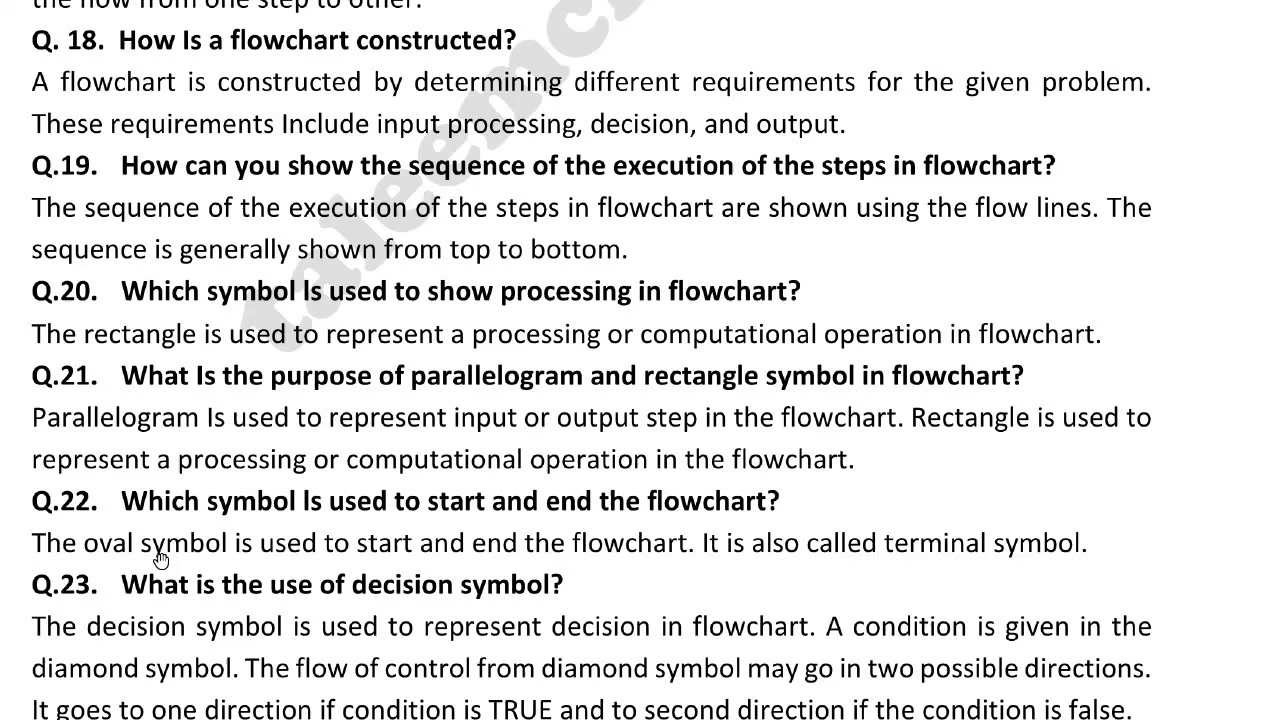 the flow from one step to other.
Q. 18. How Is a flowchart constructed?
A flowchart is constructed by determining different requirements for the given problem.
These requirements Include input processing, decision, and output.
Q.19. How can you show the sequence of the execution of the steps in flowchart?
The sequence of the execution of the steps in flowchart are shown using the flow lines. The
sequence is generally shown from top to bottom.
Q.20. Which symbol ls used to show processing in flowchart?
The rectangle is used to represent a processing or computational operation in flowchart.
Q.21. What Is the purpose of parallelogram and rectangle symbol in flowchart?
Parallelogram Is used to represent input or output step in the flowchart. Rectangle is used to
represent a processing or computational operation in the flowchart.
Q.22. Which symbol ls used to start and end the flowchart?
The oval symbol is used to start and end the flowchart. It is also called terminal symbol.
Q.23. What is the use of decision symbol?
The decision symbol is used to represent decision in flowchart. A condition is given in the
diamond symbol. The flow of control from diamond symbol may go in two possible directions.
It goes to one direction if condition is TRUE and to second direction if the condition is false.